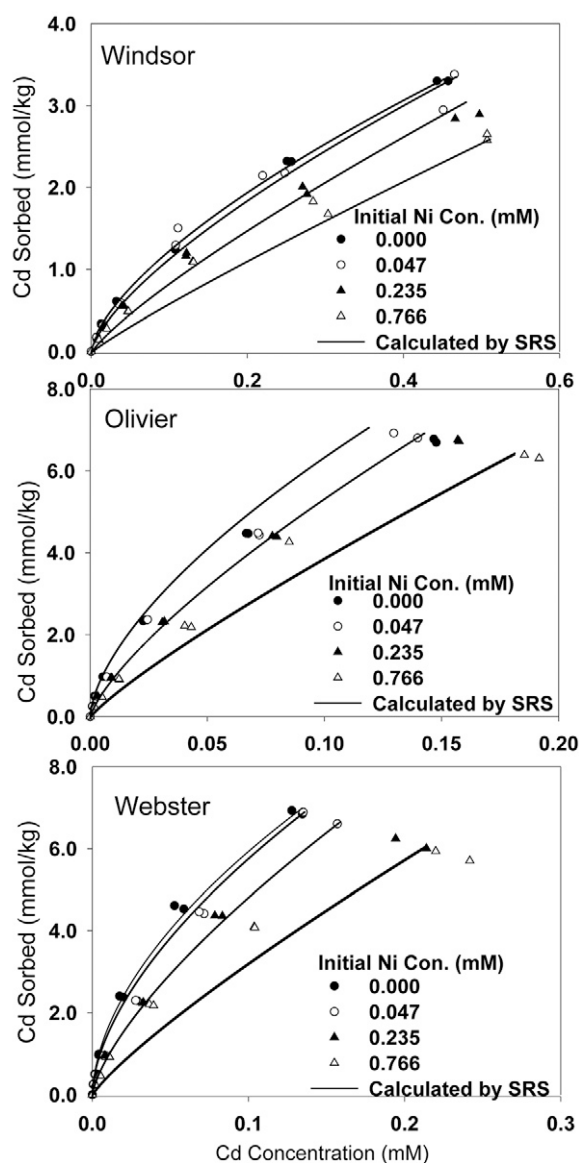 Windsor
Cd Sorbed (mmol/kg)
4.0
3.0
2.0
1.0
0.0
Initial Ni Con. (mM)
0.000
0.047
0.235
0.766
Calculated by SRS
0.0 0.2 0.4 0.6
Olivier
Cd Sorbed (mmol/kg)
8.0
6.0
4.0
2.0
0.0
Initial Ni Con. (mM)
0.000
0.047
0.235
0.766
Calculated by SRS
0.00 0.05 0.10 0.15 0.20
Webster
Cd Sorbed (mmol/kg)
8.0
6.0
4.0
2.0
0.0
Initial Ni Con. (mM)
0.000
0.047
0.235
0.766
Calculated by SRS
0.0 0.1 0.2 0.3
Cd Concentration (mM)